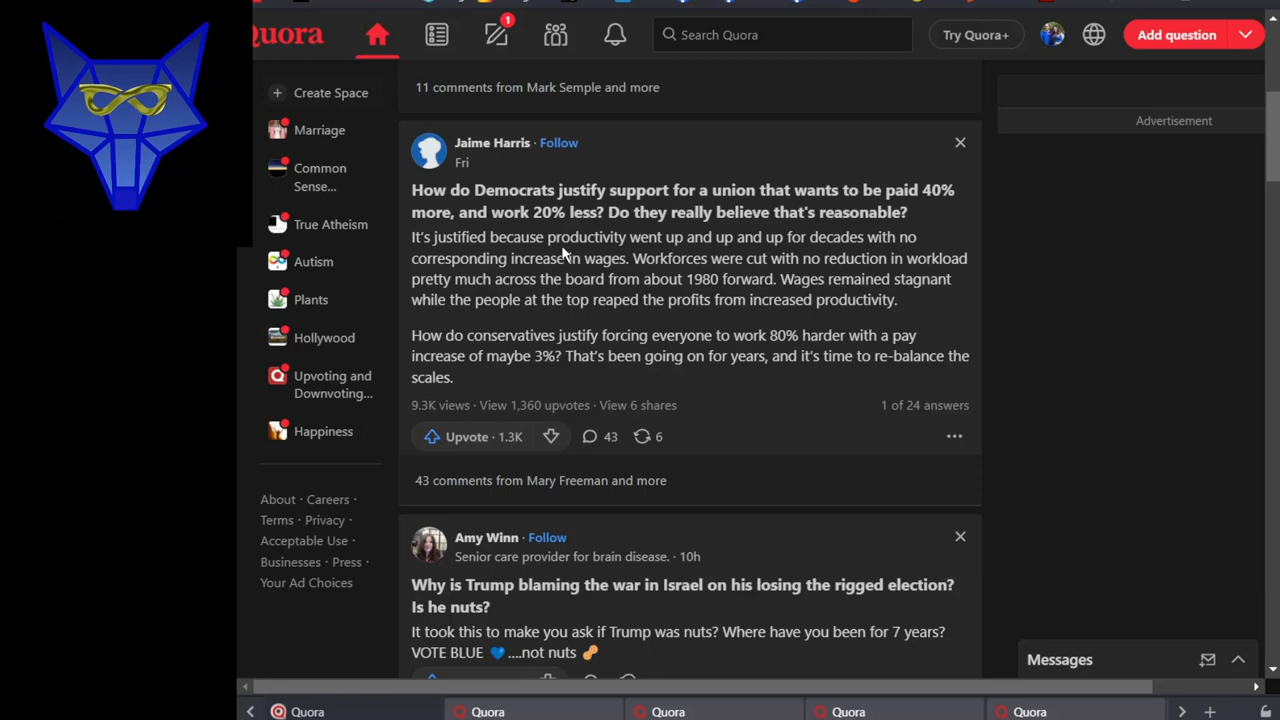 Quora
1
Search Quora
Try Quora+
Add question
+ Create Space
Marriage
Common
Sense...
True Atheism
Autism
Plants
Hollywood
Upvoting and
Downvoting...
Happiness
About · Careers ·
Terms · Privacy ·
Acceptable Use ·
Businesses · Press ·
Your Ad Choices
11 comments from Mark Semple and more
Jaime Harris · Follow
Fri
How do Democrats justify support for a union that wants to be paid 40%
more, and work 20% less? Do they really believe that's reasonable?
It's justified because productivity went up and up and up for decades with no
corresponding increase in wages. Workforces were cut with no reduction in workload
pretty much across the board from about 1980 forward. Wages remained stagnant
while the people at the top reaped the profits from increased productivity.
How do conservatives justify forcing everyone to work 80% harder with a pay
increase of maybe 3%? That's been going on for years, and it's time to re-balance the
scales.
9.3K views · View 1,360 upvotes · View 6 shares
1 of 24 answers
Upvote · 1.3K
43
6
43 comments from Mary Freeman and more
Amy Winn · Follow
Senior care provider for brain disease. · 10h
Why is Trump blaming the war in Israel on his losing the rigged election?
Is he nuts?
It took this to make you ask if Trump was nuts? Where have you been for 7 years?
VOTE BLUE 💙....not nuts 🥜
Advertisement
Messages
Quora
Quora
Quora
Quora
Quora